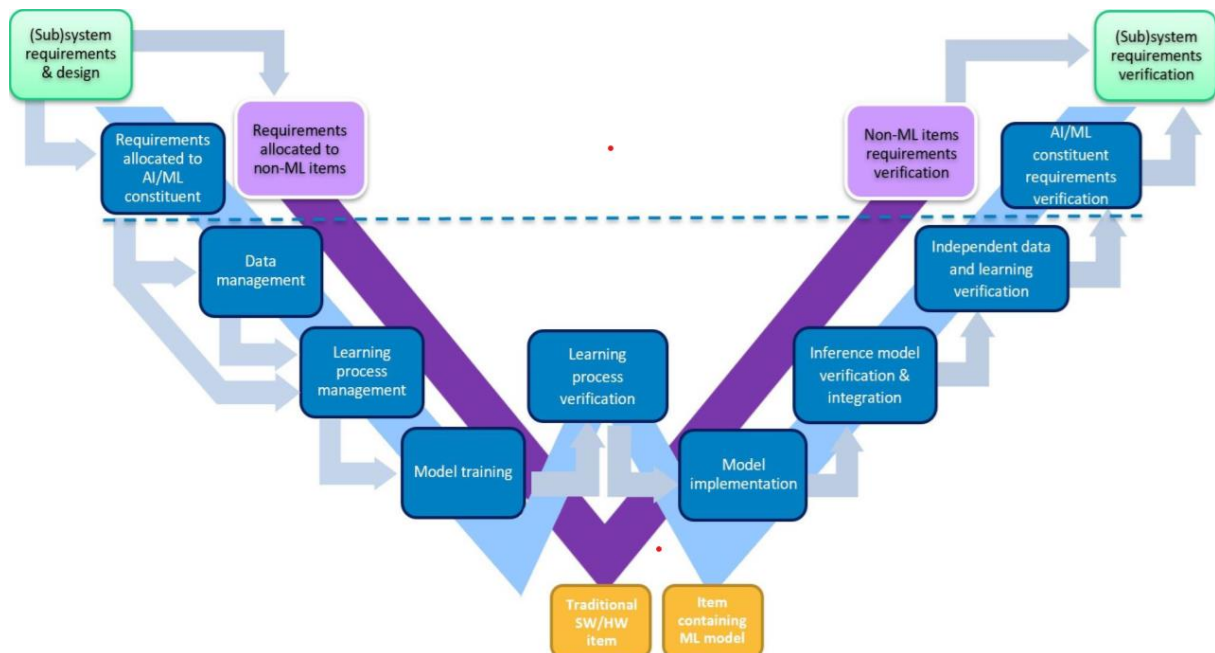 (Sub)system
requirements
& design
(Sub)system
requirements
verification
Requirements
allocated to
AI/ML
constituent
Requirements
allocated to
non-ML items
Non-ML items
requirements
verification
AI/ML
constituent
requirements
verification
Data
management
Independent data
and learning
verification
Learning
process
management
Learning
process
verification
Inference model
verification &
integration
Model training
Model
implementation
Traditional
SW/HW
item
Item
containing
ML model